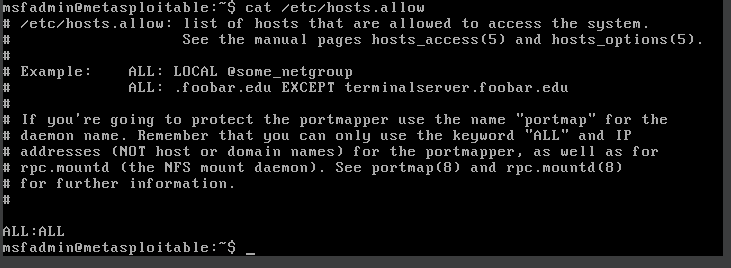 msfadmin@metasploitable:~$ cat /etc/hosts.allow
# /etc/hosts.allow: list of hosts that are allowed to access the system.
#                   See the manual pages hosts_access(5) and hosts_options(5).
#
# Example:    ALL: LOCAL @some_netgroup
#             ALL: .foobar.edu EXCEPT terminalserver.foobar.edu
#
# If you're going to protect the portmapper use the name "portmap" for the
# daemon name. Remember that you can only use the keyword "ALL" and IP
# addresses (NOT host or domain names) for the portmapper, as well as for
# rpc.mountd (the NFS mount daemon). See portmap(8) and rpc.mountd(8)
# for further information.
#
ALL:ALL
msfadmin@metasploitable:~$ _